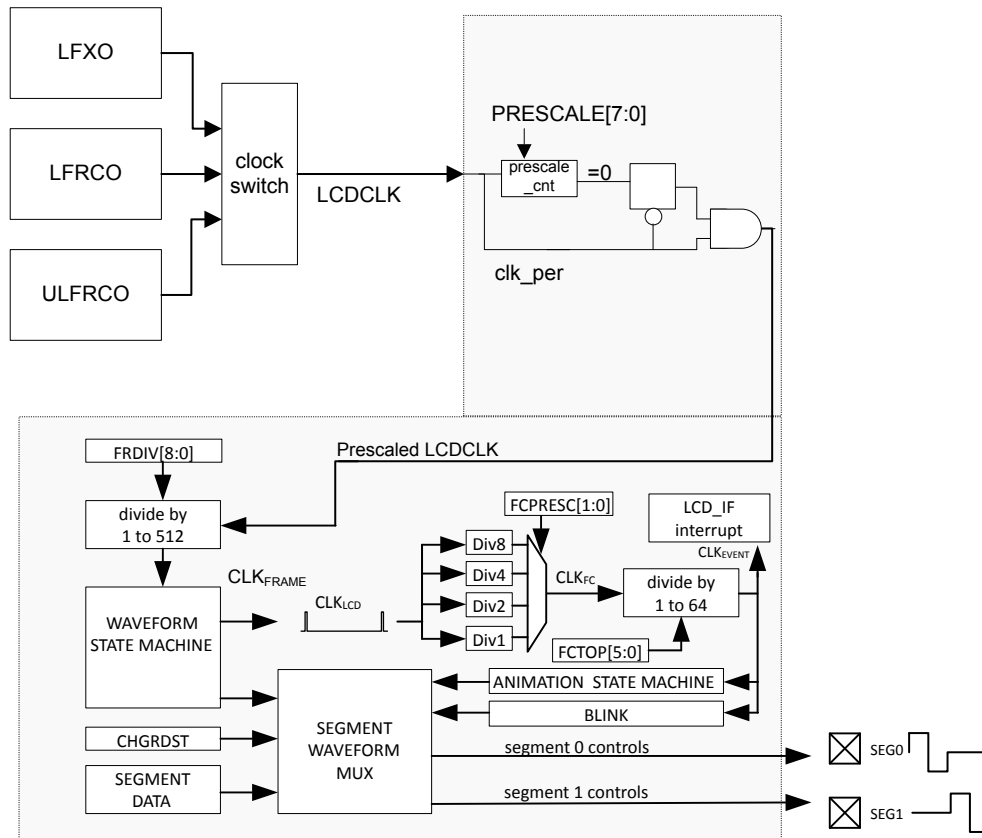 LFXO
LFRCO
ULFRCO
clock
switch
LCDCLK
PRESCALE[7:0]
prescale
_cnt
=0
clk_per
Prescaled LCDCLK
FRDIV[8:0]
divide by
1 to 512
CLKFRAME
WAVEFORM
STATE MACHINE
CLKLCD
FCPRESC[1:0]
Div8
Div4
Div2
Div1
CLKFC
divide by
1 to 64
FCTOP[5:0]
LCD_IF
interrupt
CLKEVENT
ANIMATION STATE MACHINE
BLINK
CHGRDST
SEGMENT
DATA
SEGMENT
WAVEFORM
MUX
segment 0 controls
SEG0
segment 1 controls
SEG1